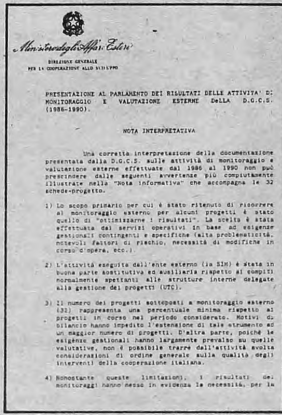 Ministero degli Affari Esteri
DIREZIONE GENERALE
PER LA COOPERAZIONE ALLO SVILUPPO
PRESENTAZIONE AL PARLAMENTO DEI RISULTATI DELLE ATTIVITA' DI
MONITORAGGIO E VALUTAZIONE ESTERNE DELLA D.G.C.S.
(1986-1990).
NOTA INTERPRETATIVA
Una corretta interpretazione della documentazione
presentata dalla D.G.C.S. sulle attività di monitoraggio e
valutazione esterne effettuate dal 1986 al 1990 non può
prescindere dalle seguenti avvertenze più compiutamente
illustrate nella "Nota informativa" che accompagna le 32
schede-progetto.
1) Lo scopo primario per cui è stato ritenuto di ricorrere
al monitoraggio esterno per alcuni progetti è stato
quello di "ottimizzarne i risultati". La scelta è stata
effettuata dai servizi operativi in base ad esigenze
gestionali contingenti e specifiche (alta problematicità,
notevoli fattori di rischio, necessità di modifiche in
corso d'opera, ecc.).
2) L'attività eseguita dall'ente esterno (lo SIM) è stata in
buona parte sostitutiva ed ausiliaria rispetto ai compiti
normalmente spettanti alle strutture interne delegate
alla gestione dei progetti (UTC).
3) Il numero dei progetti sottoposti a monitoraggio esterno
(32) rappresenta una percentuale minima rispetto ai
progetti in corso nel periodo considerato. Motivi di
bilancio hanno impedito l'estensione di tale strumento ad
un maggior numero di progetti. D'altra parte, poichè le
esigenze gestionali hanno largamente prevalso su quelle
valutative, non è possibile trarre dall'attività svolta
considerazioni di ordine generale sulla qualità degli
interventi della cooperazione italiana.
4) Nonostante queste limitazioni, i risultati dei
monitoraggi hanno messo in evidenza la necessità, per la